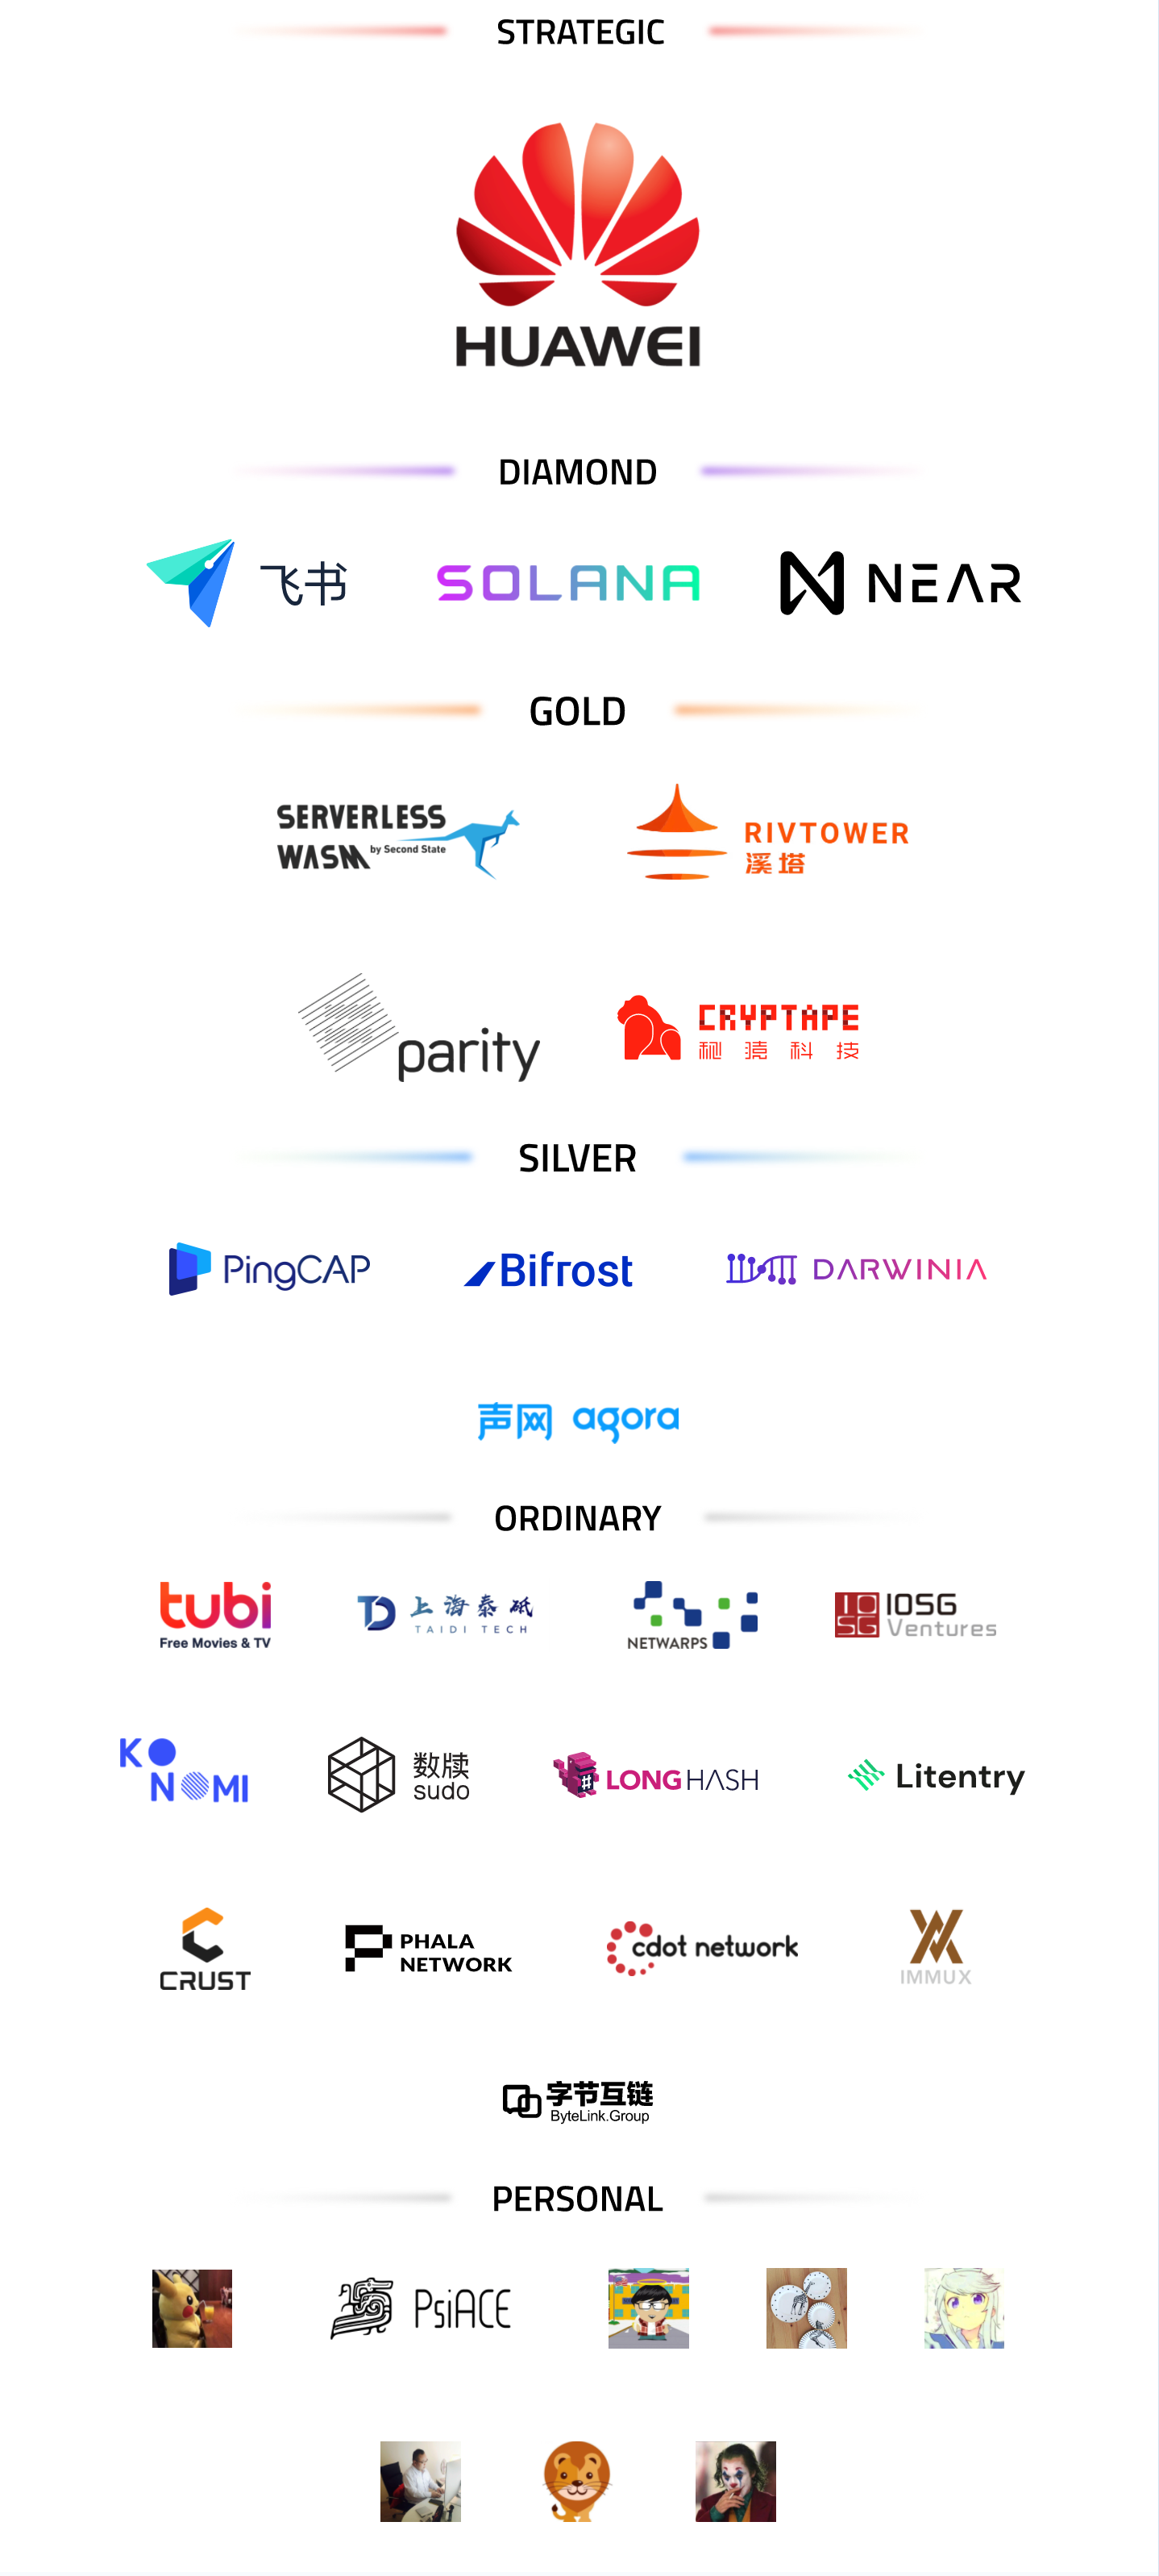 STRATEGIC
HUAWEI
DIAMOND
飞书
SOLANA
NEAR
GOLD
SERVERLESS
WASM by Second State
RIVTOWER
溪塔
parity
CRYPTAPE
秘猿科技
SILVER
PingCAP
Bifrost
DARWINIA
声网 agora
ORDINARY
tubi
Free Movies & TV
TD 上海泰砥
TAIDI TECH
NETWARPS
IOSG
IOSG
Ventures
KONOMI
数牍
sudo
# LONGHASH
Litentry
CRUST
PHALA
NETWORK
cdot network
IMMUX
字节互链
ByteLink.Group
PERSONAL
PsiACE